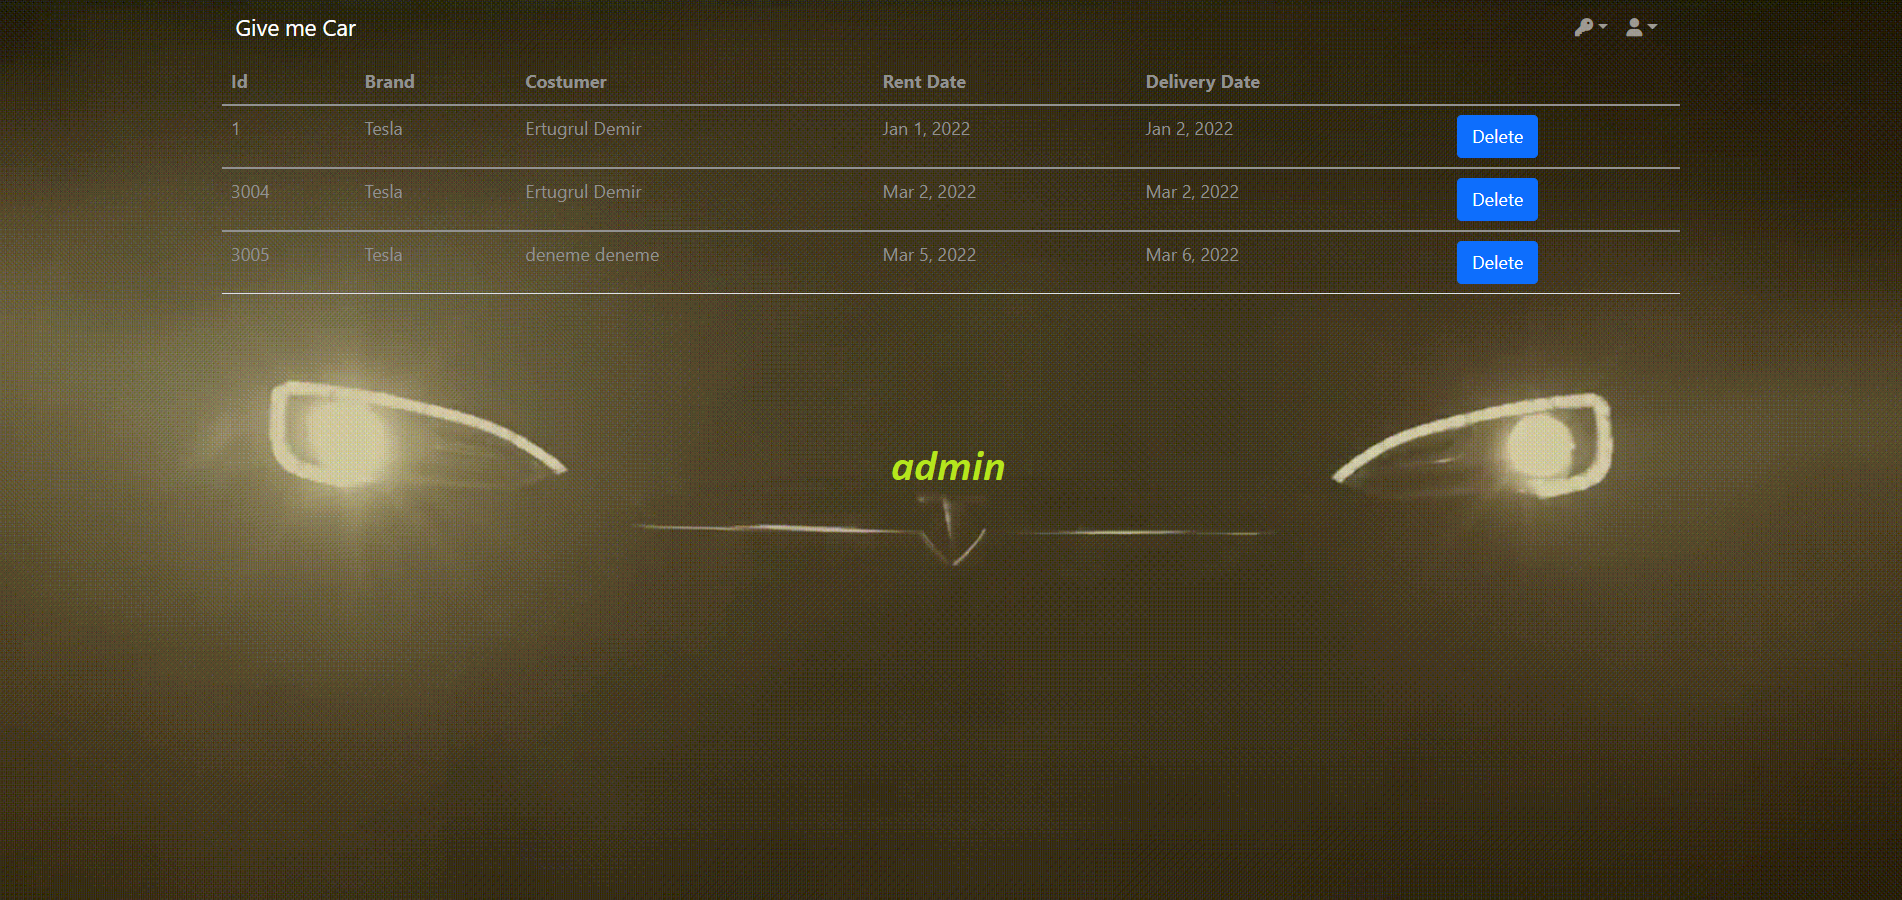 Give me Car
Id Brand Costumer Rent Date Delivery Date
1 Tesla Ertugrul Demir Jan 1, 2022 Jan 2, 2022 Delete
3004 Tesla Ertugrul Demir Mar 2, 2022 Mar 2, 2022 Delete
3005 Tesla deneme deneme Mar 5, 2022 Mar 6, 2022 Delete
admin